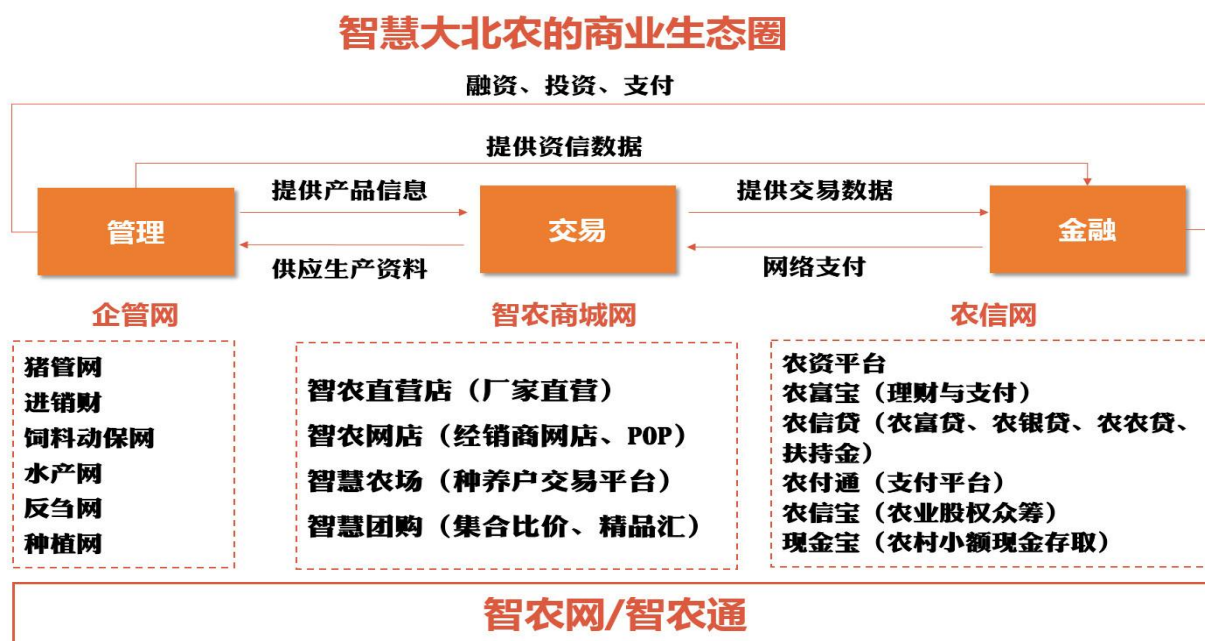 智慧大北农的商业生态圈
融资、投资、支付
提供资信数据
提供产品信息
提供交易数据
管理
交易
金融
供应生产资料
网络支付
企管网
智农商城网
农信网
猪管网
进销财
饲料动保网
水产网
反刍网
种植网
智农直营店（厂家直营）
智农网店（经销商网店、POP）
智慧农场（种养户交易平台）
智慧团购（集合比价、精品汇）
农资平台
农富宝（理财与支付）
农信贷（农富贷、农银贷、农农贷、
扶持金）
农付通（支付平台）
农信宝（农业股权众筹）
现金宝（农村小额现金存取）
智农网/智农通